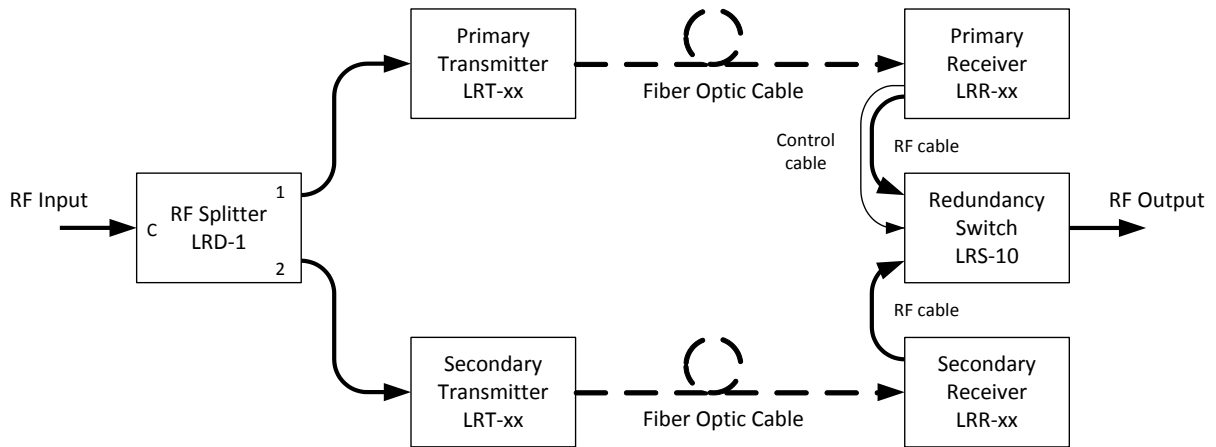 Primary
Transmitter
LRT-xx
Fiber Optic Cable
Primary
Receiver
LRR-xx
Control
cable
RF cable
RF Input
C
RF Splitter
LRD-1
1
2
Redundancy
Switch
LRS-10
RF Output
RF cable
Secondary
Transmitter
LRT-xx
Fiber Optic Cable
Secondary
Receiver
LRR-xx